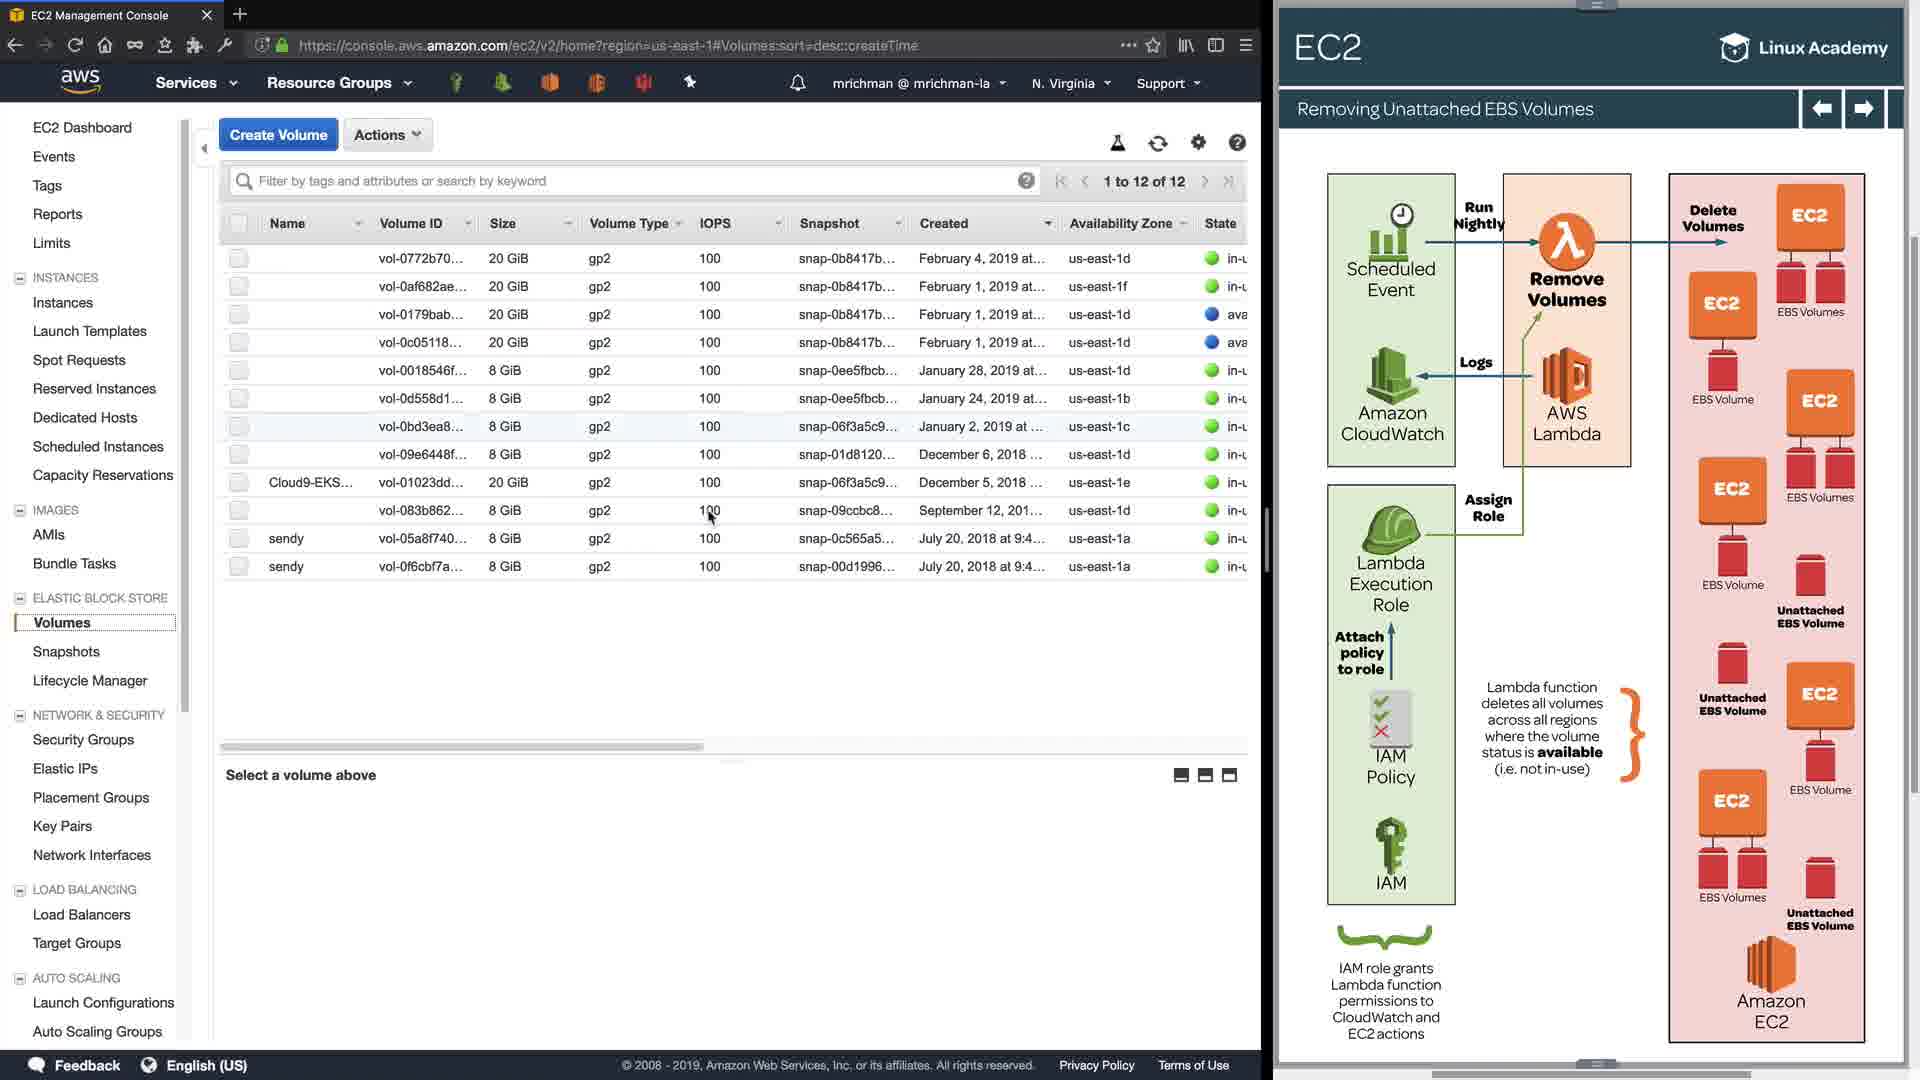 EC2 Management Console
https://console.aws.amazon.com/ec2/v2/home?region=us-east-1#Volumes:sort=desc:createTime
aws
Services
Resource Groups
mrichman @ mrichman-la
N. Virginia
Support
EC2 Dashboard
Events
Tags
Reports
Limits
INSTANCES
Instances
Launch Templates
Spot Requests
Reserved Instances
Dedicated Hosts
Scheduled Instances
Capacity Reservations
IMAGES
AMIs
Bundle Tasks
ELASTIC BLOCK STORE
Volumes
Snapshots
Lifecycle Manager
NETWORK & SECURITY
Security Groups
Elastic IPs
Placement Groups
Key Pairs
Network Interfaces
LOAD BALANCING
Load Balancers
Target Groups
AUTO SCALING
Launch Configurations
Auto Scaling Groups
Create Volume
Actions
Filter by tags and attributes or search by keyword
1 to 12 of 12
Name Volume ID Size Volume Type IOPS Snapshot Created Availability Zone State
vol-0772b70... 20 GiB gp2 100 snap-0b8417b... February 4, 2019 at... us-east-1d in-u
vol-0af682ae... 20 GiB gp2 100 snap-0b8417b... February 1, 2019 at... us-east-1f in-u
vol-0179bab... 20 GiB gp2 100 snap-0b8417b... February 1, 2019 at... us-east-1d ava
vol-0c05118... 20 GiB gp2 100 snap-0b8417b... February 1, 2019 at... us-east-1d ava
vol-0018546f... 8 GiB gp2 100 snap-0ee5fbcb... January 28, 2019 at... us-east-1d in-u
vol-0d558d1... 8 GiB gp2 100 snap-0ee5fbcb... January 24, 2019 at... us-east-1b in-u
vol-0bd3ea8... 8 GiB gp2 100 snap-06f3a5c9... January 2, 2019 at ... us-east-1c in-u
vol-09e6448f... 8 GiB gp2 100 snap-01d8120... December 6, 2018 ... us-east-1d in-u
Cloud9-EKS... vol-01023dd... 20 GiB gp2 100 snap-06f3a5c9... December 5, 2018 ... us-east-1e in-u
vol-083b862... 8 GiB gp2 100 snap-09ccbc8... September 12, 201... us-east-1d in-u
sendy vol-05a8f740... 8 GiB gp2 100 snap-0c565a5... July 20, 2018 at 9:4... us-east-1a in-u
sendy vol-0f6cbf7a... 8 GiB gp2 100 snap-00d1996... July 20, 2018 at 9:4... us-east-1a in-u
Select a volume above
Feedback
English (US)
© 2008 - 2019, Amazon Web Services, Inc. or its affiliates. All rights reserved.
Privacy Policy
Terms of Use
EC2
Linux Academy
Removing Unattached EBS Volumes
Scheduled
Event
Run
Nightly
Remove
Volumes
Delete
Volumes
Logs
Amazon
CloudWatch
AWS
Lambda
Assign
Role
Lambda
Execution
Role
Attach
policy
to role
IAM
Policy
IAM
IAM role grants
Lambda function
permissions to
CloudWatch and
EC2 actions
Lambda function
deletes all volumes
across all regions
where the volume
status is available
(i.e. not in-use)
EC2
EBS Volumes
EC2
EBS Volume
EC2
EBS Volumes
EC2
EBS Volume
Unattached
EBS Volume
Unattached
EBS Volume
EC2
EBS Volume
EC2
EBS Volumes
Unattached
EBS Volume
Amazon
EC2